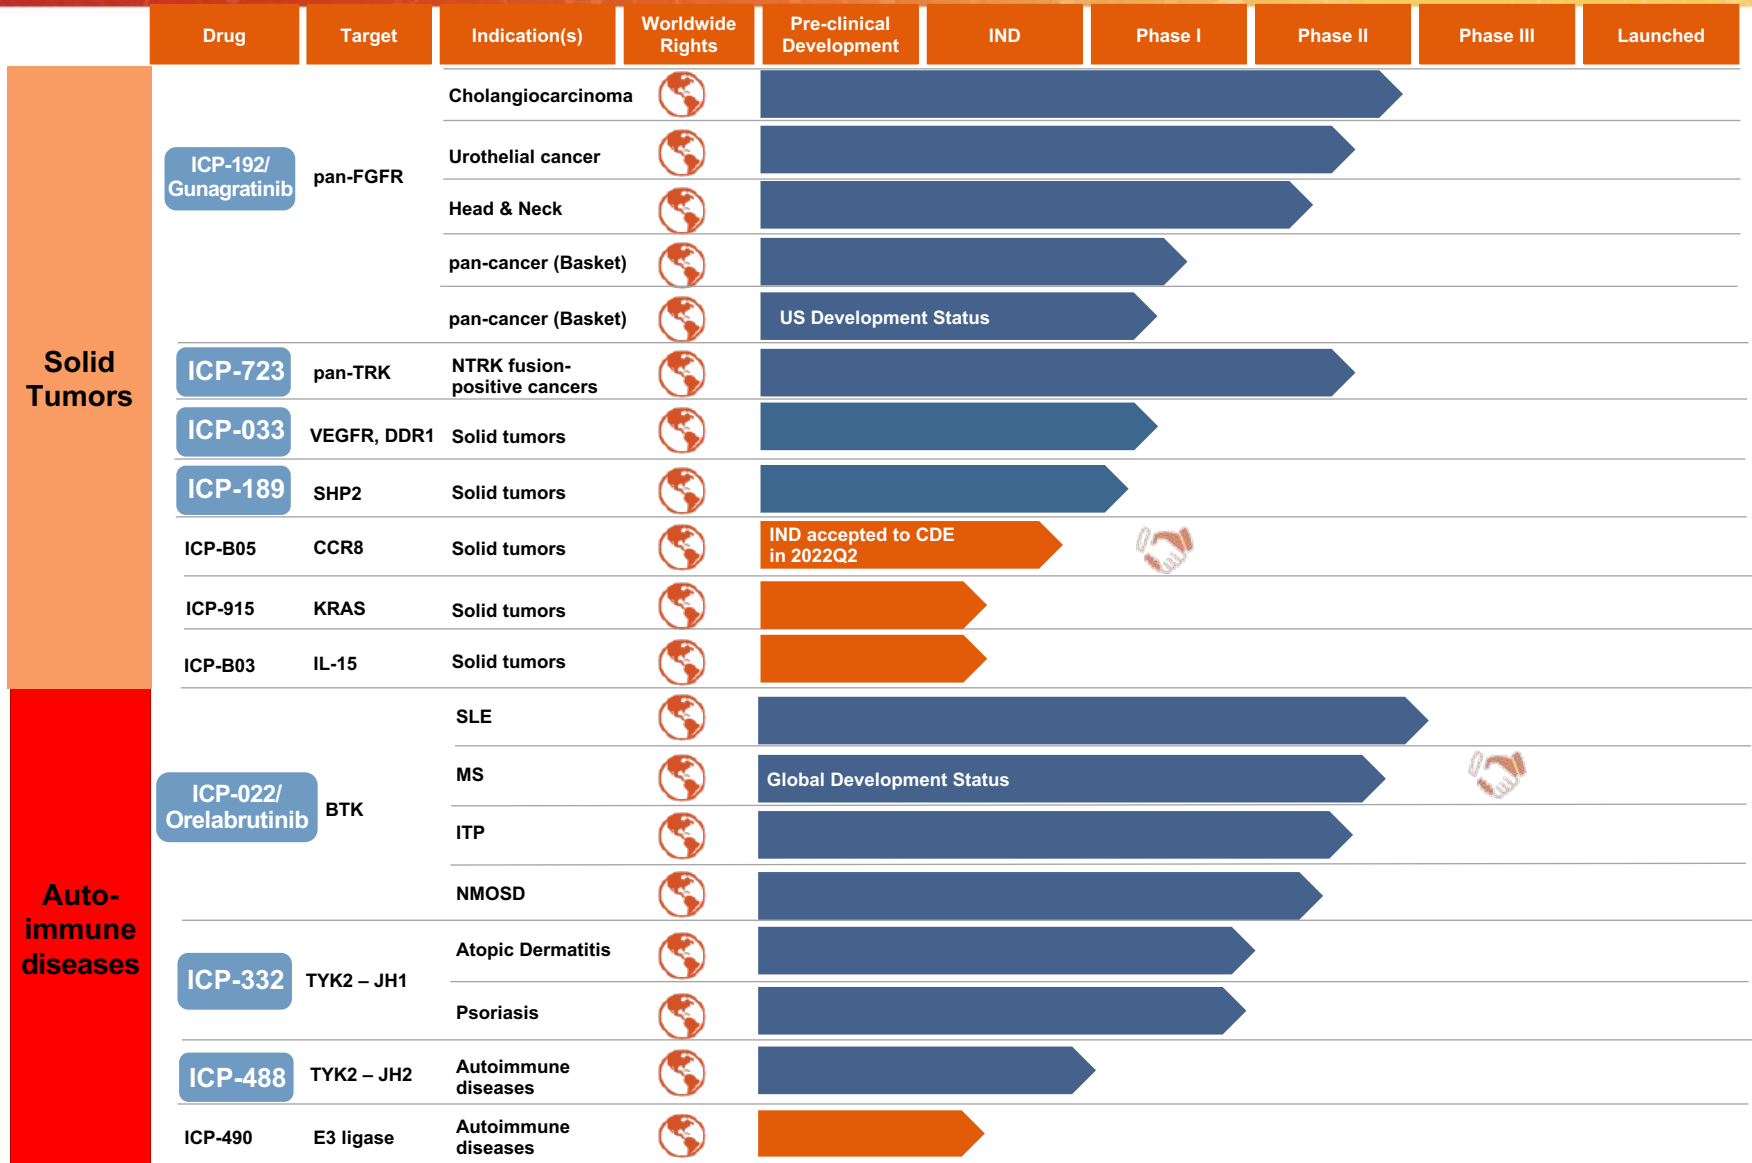 Drug
Target
Indication(s)
Worldwide
Rights
Pre-clinical
Development
IND
Phase I
Phase II
Phase III
Launched
Solid
Tumors
ICP-192/
Gunagratinib
pan-FGFR
Cholangiocarcinoma
Urothelial cancer
Head & Neck
pan-cancer (Basket)
pan-cancer (Basket)
US Development Status
ICP-723
pan-TRK
NTRK fusion-
positive cancers
ICP-033
VEGFR, DDR1
Solid tumors
ICP-189
SHP2
Solid tumors
ICP-B05
CCR8
Solid tumors
IND accepted to CDE
in 2022Q2
ICP-915
KRAS
Solid tumors
ICP-B03
IL-15
Solid tumors
Auto-
immune
diseases
ICP-022/
Orelabrutinib
BTK
SLE
MS
Global Development Status
ITP
NMOSD
ICP-332
TYK2 – JH1
Atopic Dermatitis
Psoriasis
ICP-488
TYK2 – JH2
Autoimmune
diseases
ICP-490
E3 ligase
Autoimmune
diseases